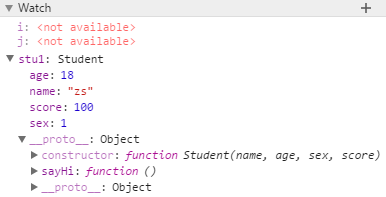 Watch
i: <not available>
j: <not available>
stu1: Student
age: 18
name: "zs"
score: 100
sex: 1
__proto__: Object
constructor: function Student(name, age, sex, score)
sayHi: function ()
__proto__: Object